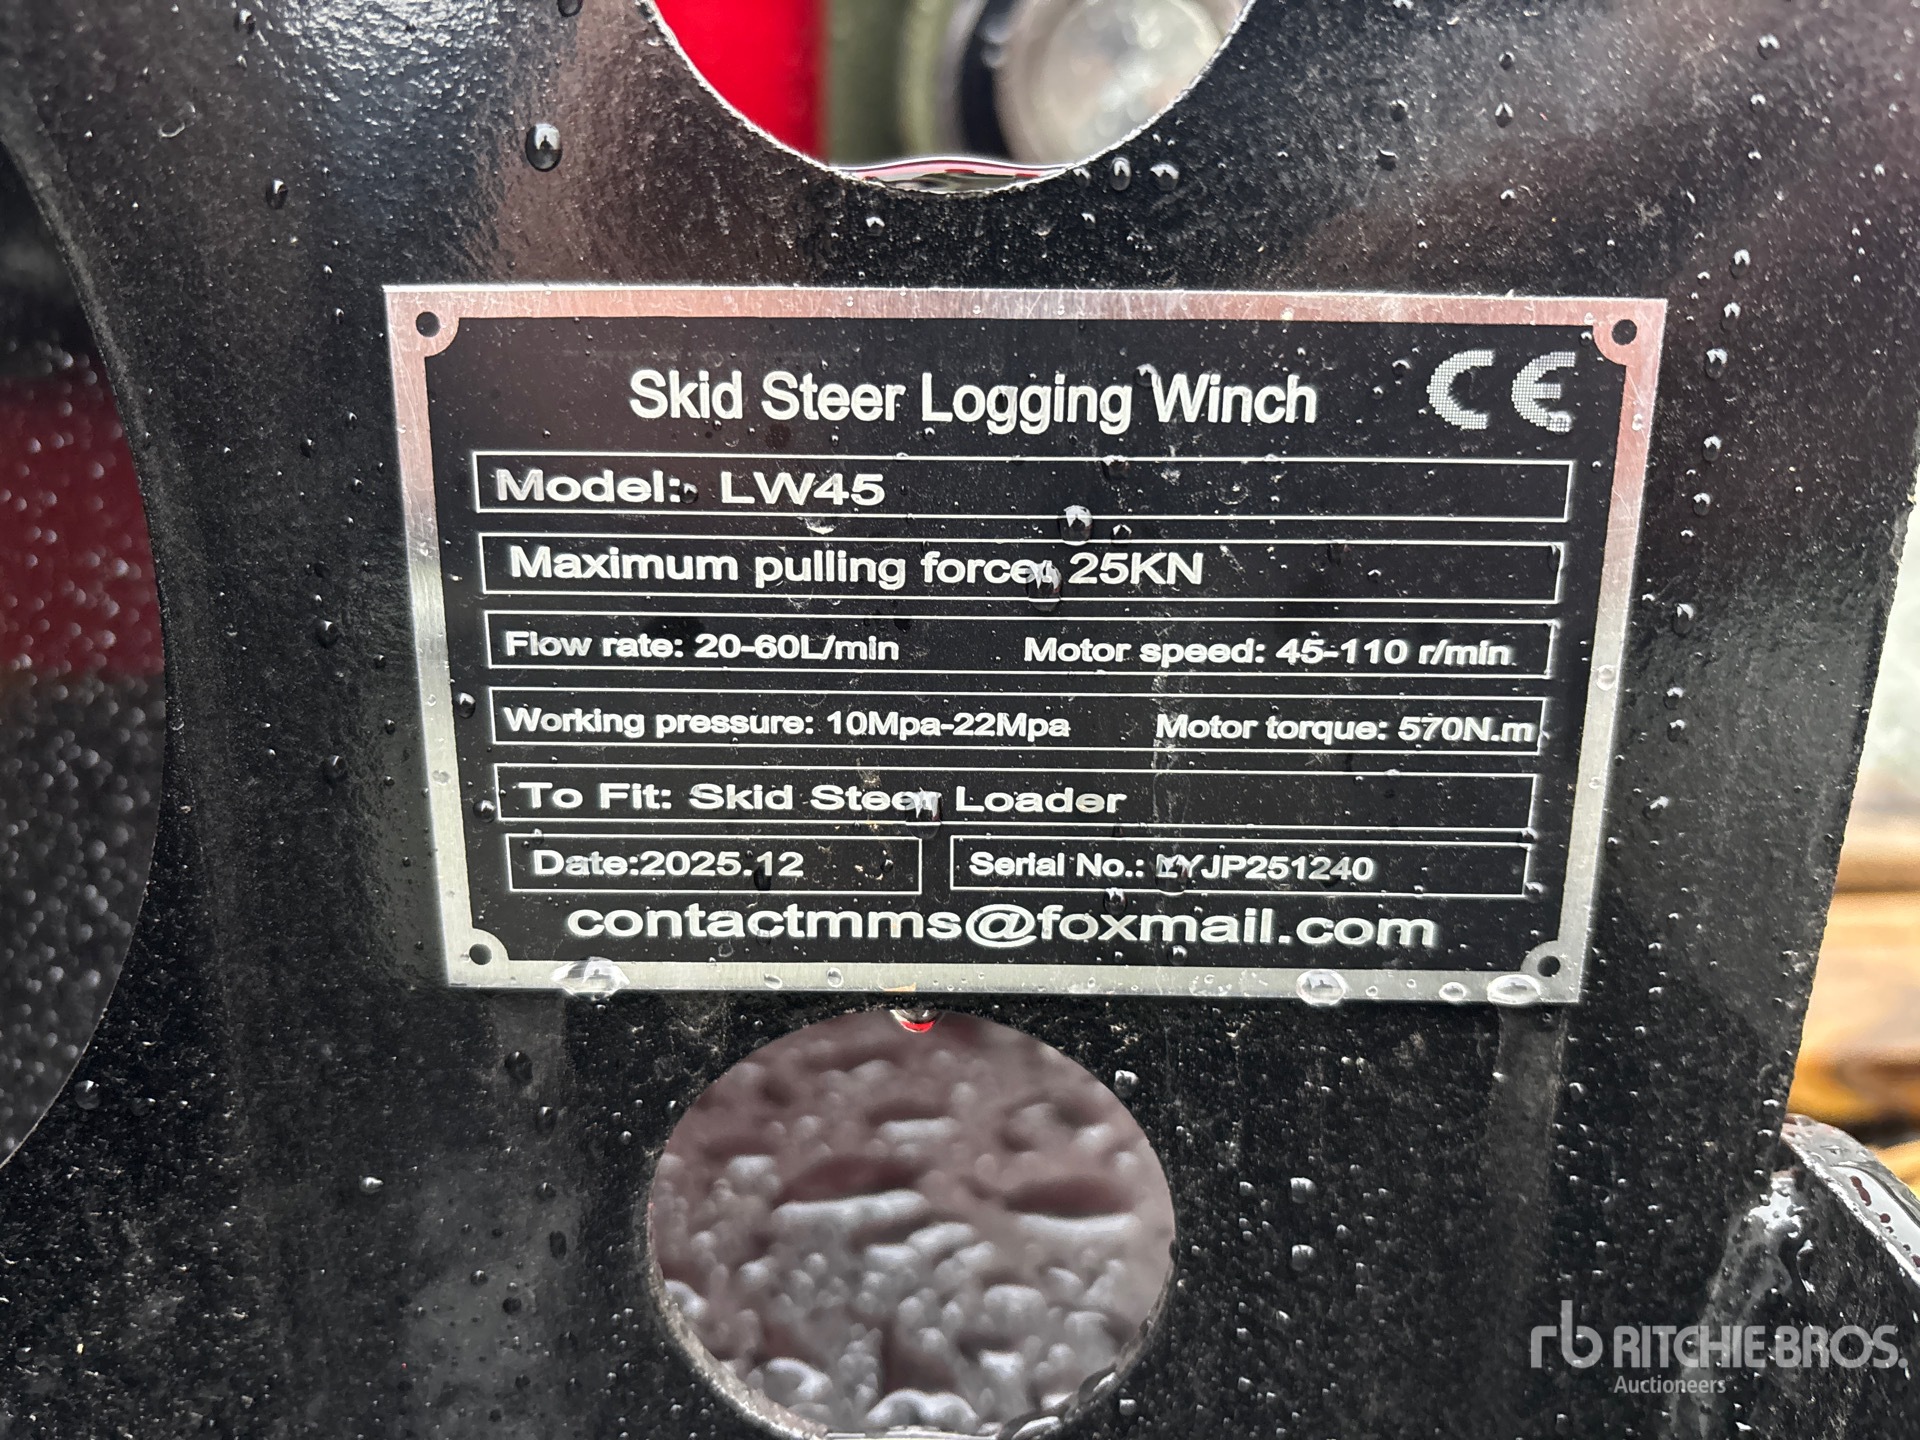 Skid Steer Logging Winch CE
Model: LW45
Maximum pulling force: 25KN
Flow rate: 20-60L/min Motor speed: 45-110 r/min
Working pressure: 10Mpa-22Mpa Motor torque: 570N.m
To Fit: Skid Steer Loader
Date:2025.12 Serial No.:
contactmms@foxmail.com
rb RITCHIE BROS.
Auctioneers